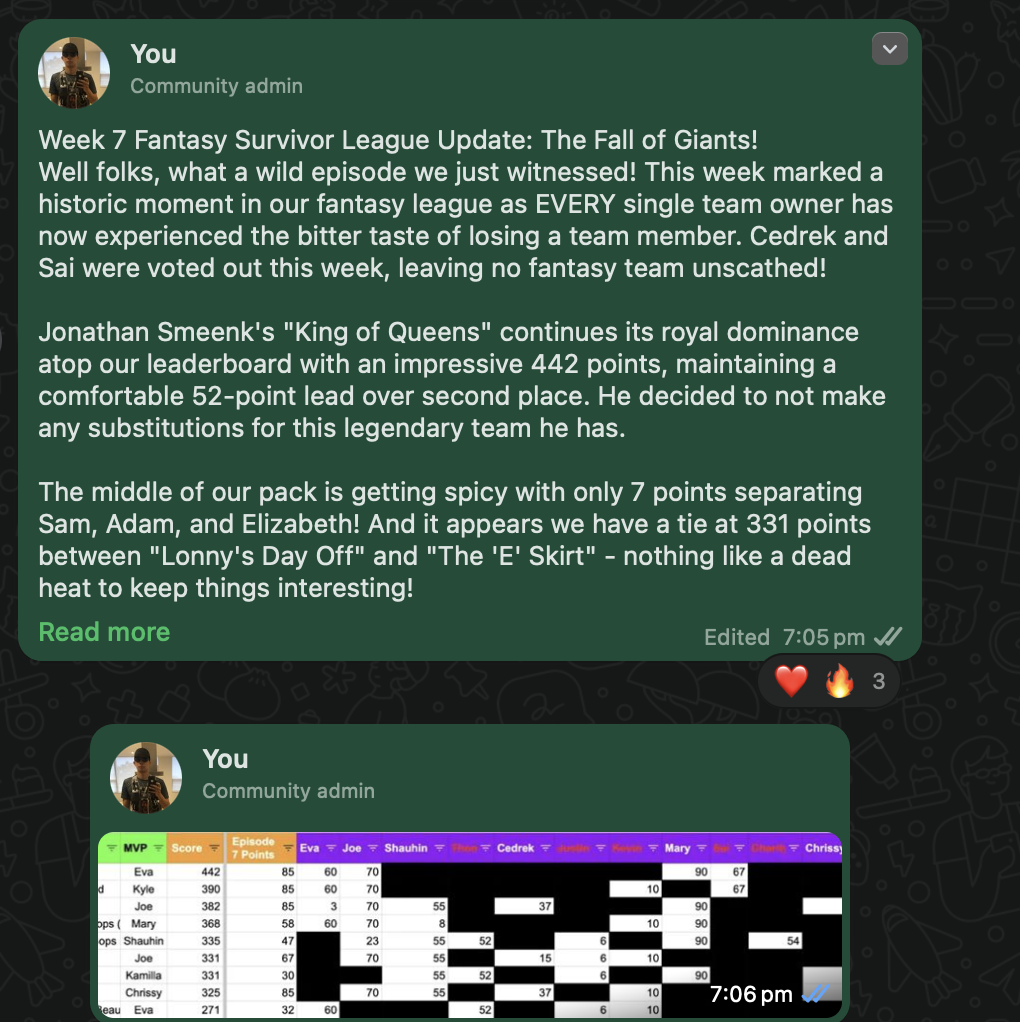 You
Community admin
Week 7 Fantasy Survivor League Update: The Fall of Giants!
Well folks, what a wild episode we just witnessed! This week marked a
historic moment in our fantasy league as EVERY single team owner has
now experienced the bitter taste of losing a team member. Cedrek and
Sai were voted out this week, leaving no fantasy team unscathed!
Jonathan Smeenk's "King of Queens" continues its royal dominance
atop our leaderboard with an impressive 442 points, maintaining a
comfortable 52-point lead over second place. He decided to not make
any substitutions for this legendary team he has.
The middle of our pack is getting spicy with only 7 points separating
Sam, Adam, and Elizabeth! And it appears we have a tie at 331 points
between "Lonny's Day Off" and "The 'E' Skirt" - nothing like a dead
heat to keep things interesting!
Read more
Edited 7:05 pm
3
You
Community admin
MVP Score Episode 7 Points Eva Joe Shauhin Cedrek Justin Kevin Mary Sai Charity Chrissy
Eva 442 85 60 70 90 67
d Kyle 390 85 60 70 10 67
Joe 382 85 3 70 55 37 90
ops ( Mary 368 58 60 70 8 10 90
ops Shauhin 335 47 23 55 52 6 90 54
Joe 331 67 70 55 15 6 10
Kamilla 331 30 55 52 6 90
Chrissy 325 85 70 55 37 10
Beau Eva 271 32 60 52 6 10
7:06 pm